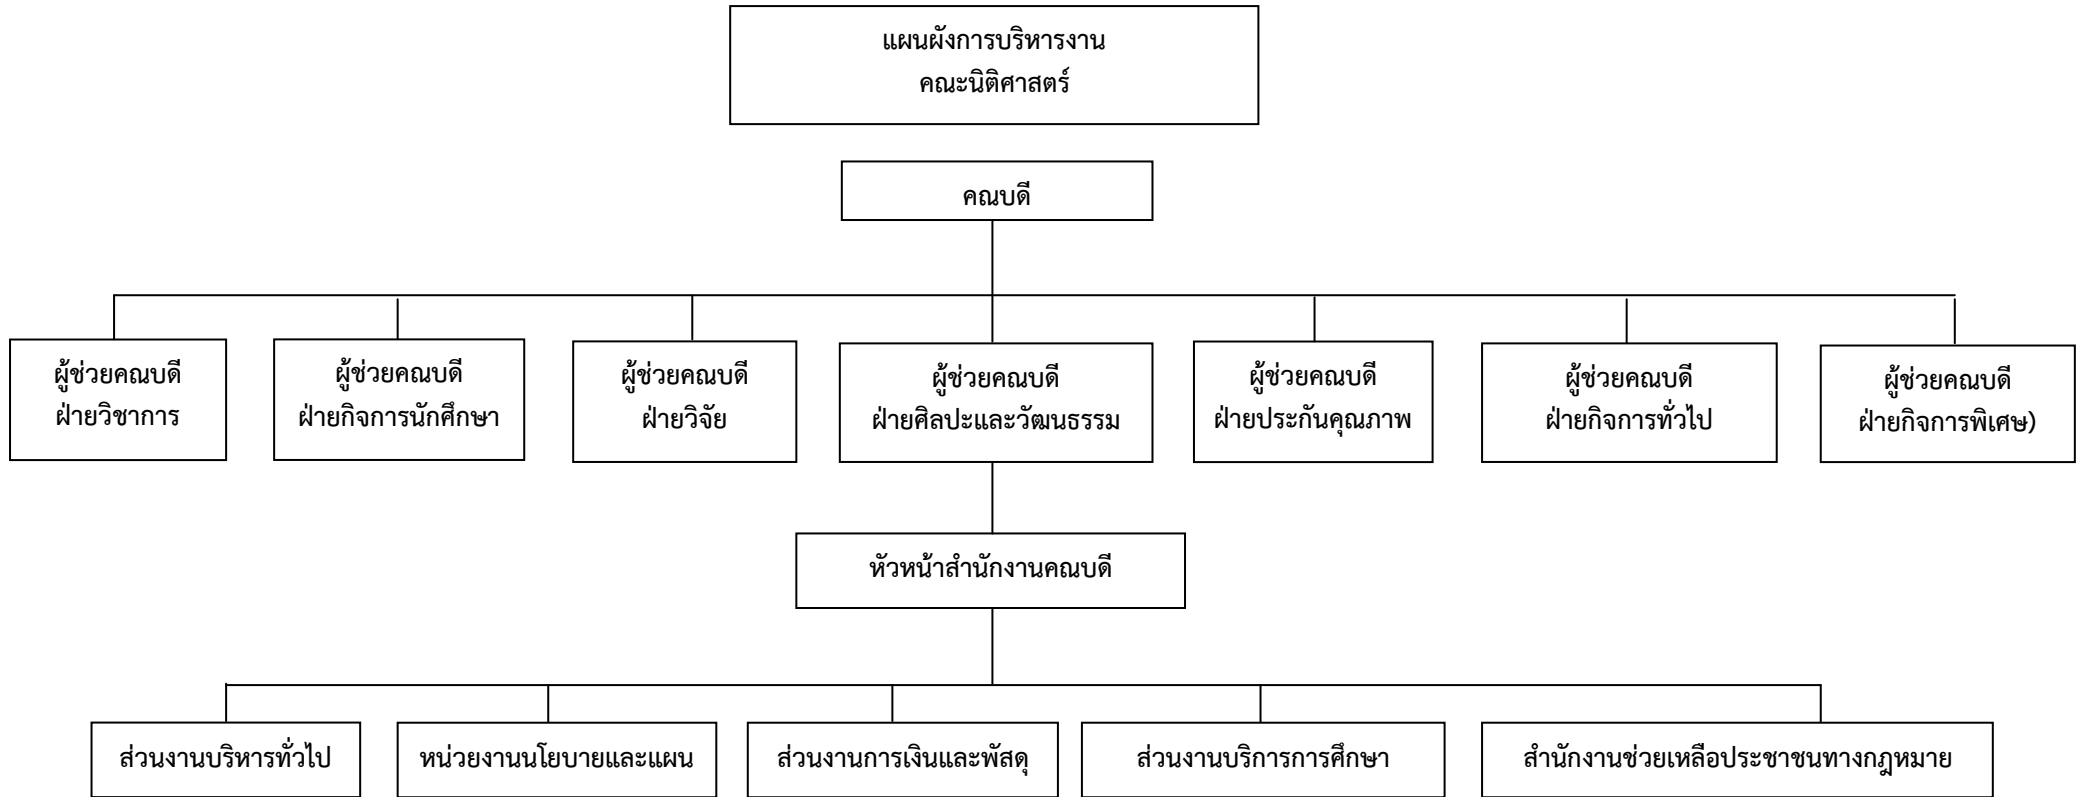 แผนผังการบริหารงาน
คณะนิติศาสตร์
คณบดี
ผู้ช่วยคณบดี
ฝ่ายวิชาการ
ผู้ช่วยคณบดี
ฝ่ายกิจการนักศึกษา
ผู้ช่วยคณบดี
ฝ่ายวิจัย
ผู้ช่วยคณบดี
ฝ่ายศิลปะและวัฒนธรรม
ผู้ช่วยคณบดี
ฝ่ายประกันคุณภาพ
ผู้ช่วยคณบดี
ฝ่ายกิจการทั่วไป
ผู้ช่วยคณบดี
ฝ่ายกิจการพิเศษ)
หัวหน้าสำนักงานคณบดี
ส่วนงานบริหารทั่วไป
หน่วยงานนโยบายและแผน
ส่วนงานการเงินและพัสดุ
ส่วนงานบริการการศึกษา
สำนักงานช่วยเหลือประชาชนทางกฎหมาย